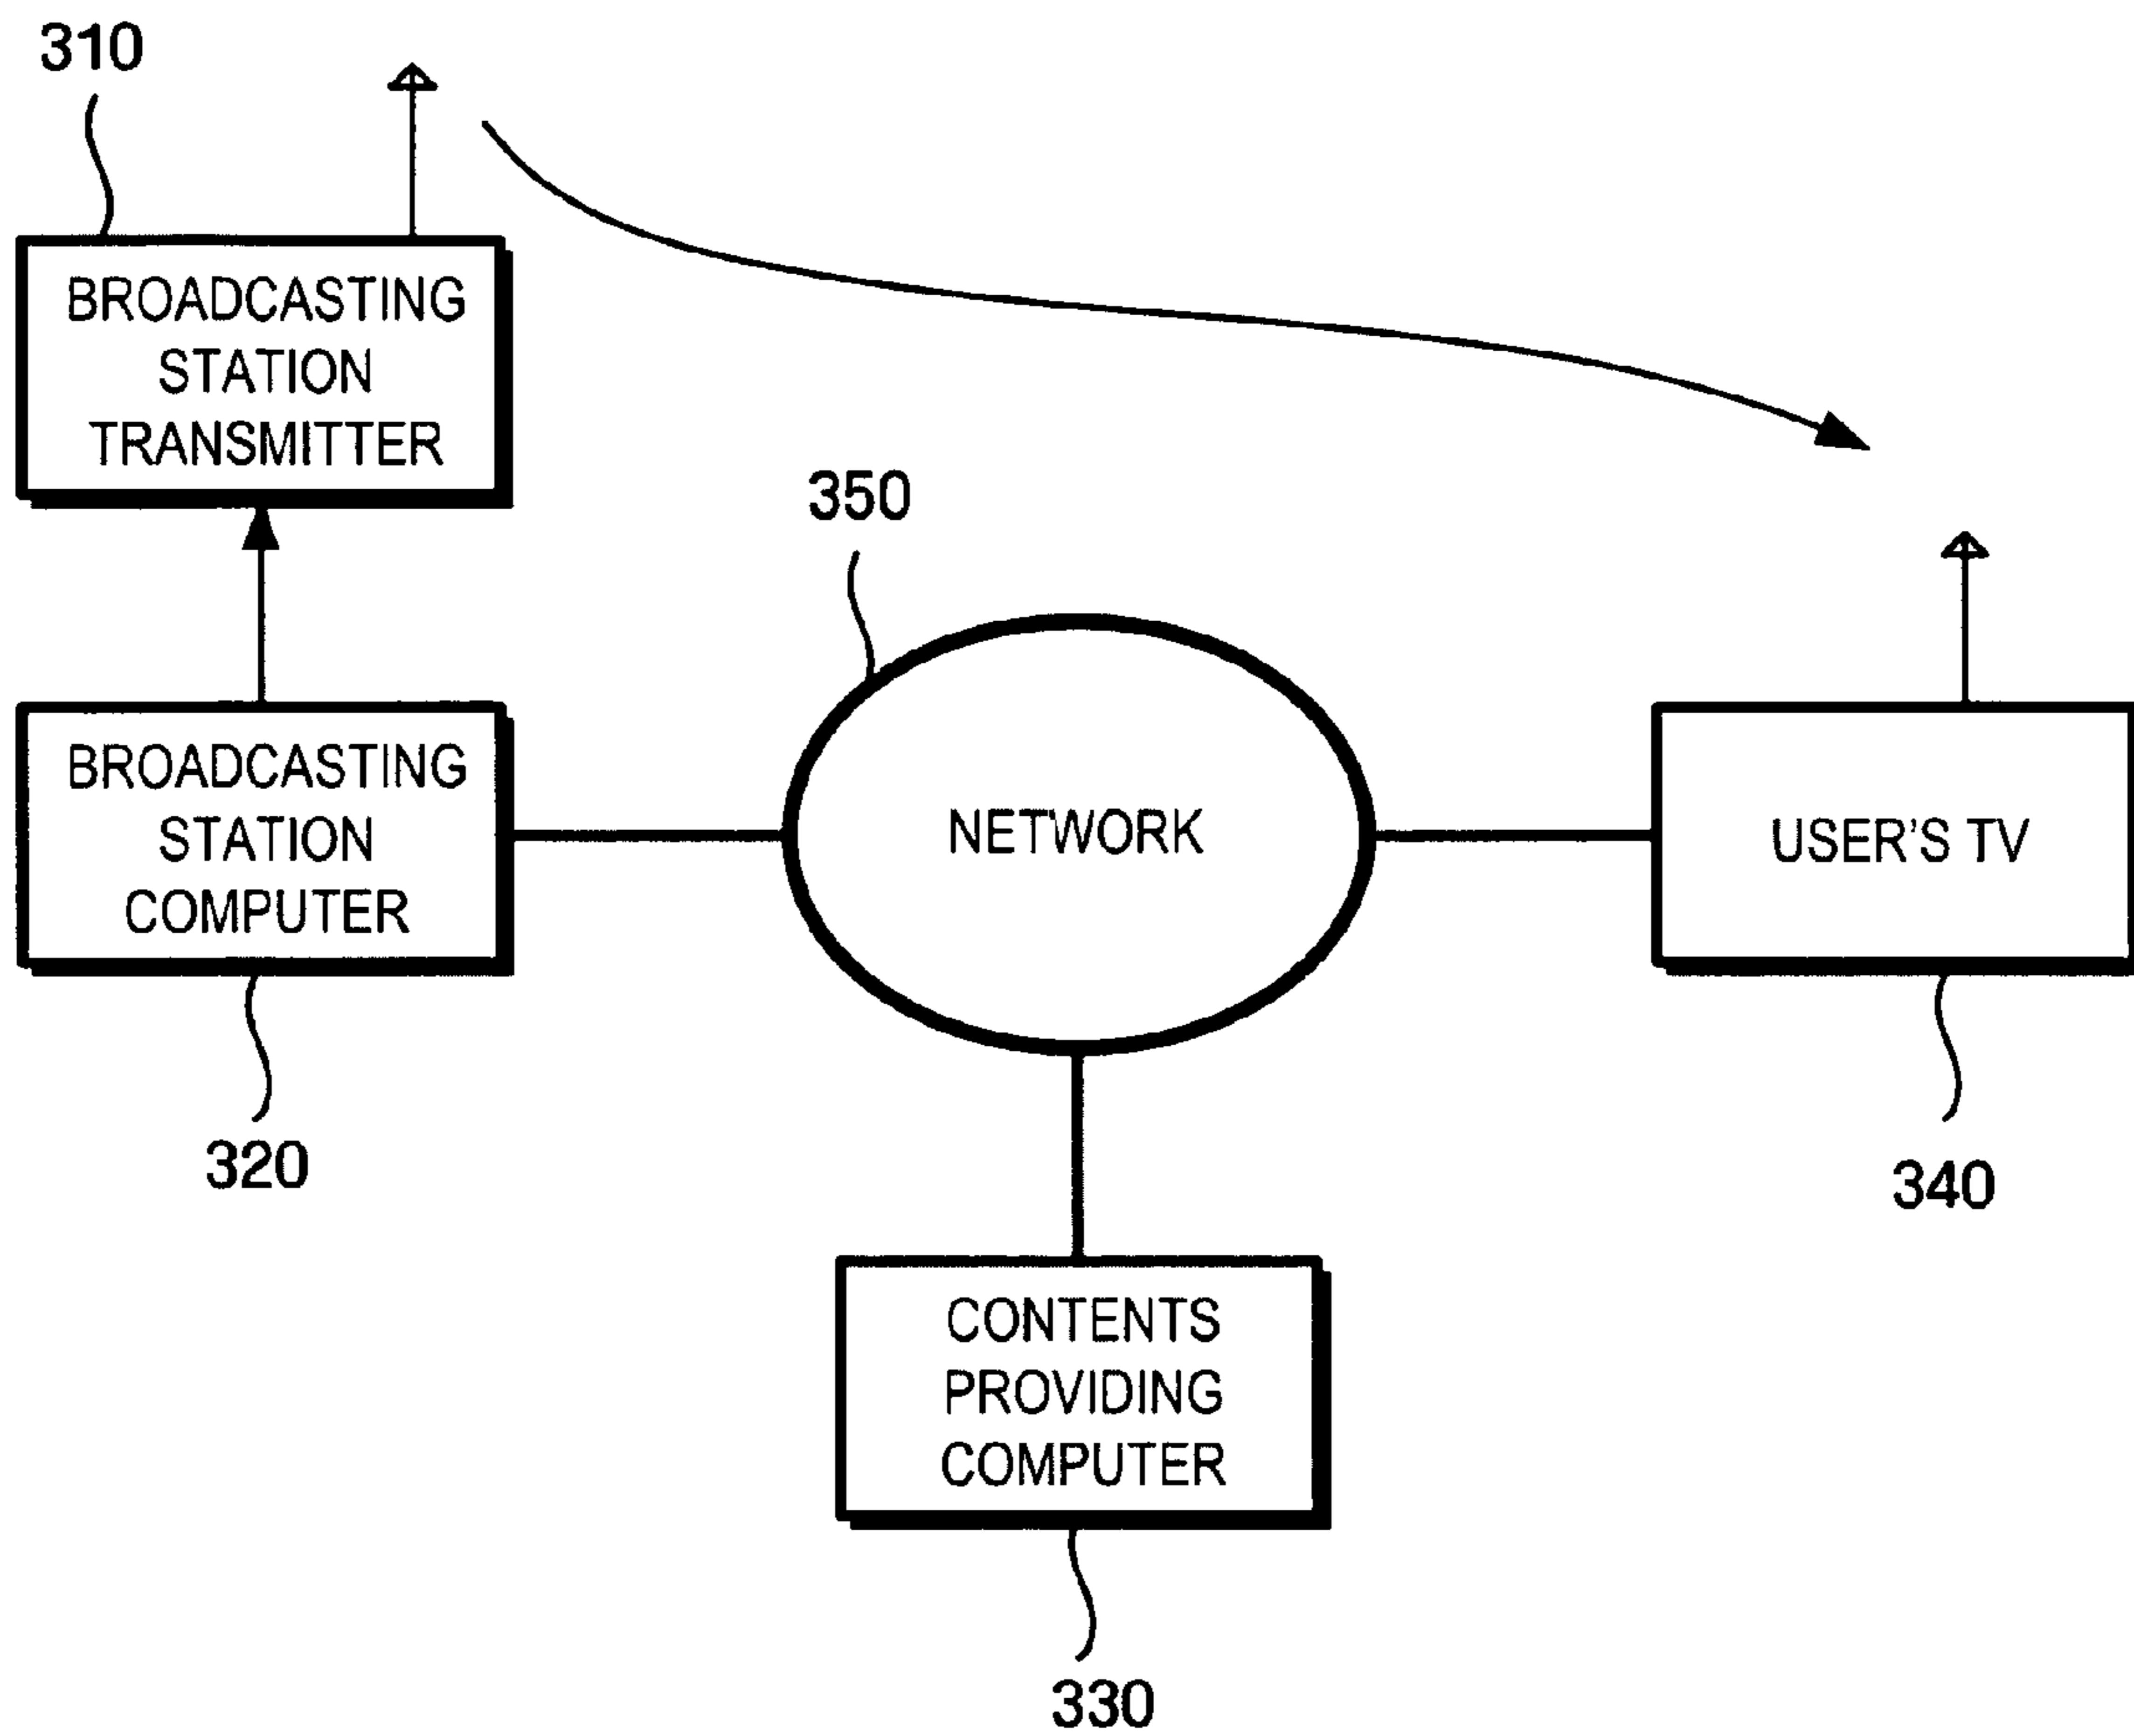 310
BROADCASTING
STATION
TRANSMITTER
350
BROADCASTING
STATION
COMPUTER
NETWORK
USER'S TV
320
340
CONTENTS
PROVIDING
COMPUTER
330